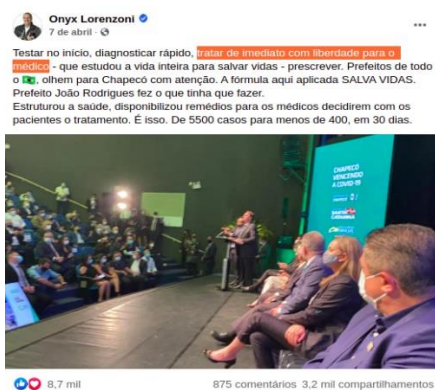 Onyx Lorenzoni
7 de abril ·
Testar no início, diagnosticar rápido, tratar de imediato com liberdade para o
médico - que estudou a vida inteira para salvar vidas - prescrever. Prefeitos de todo
o 🇧🇷, olhem para Chapecó com atenção. A fórmula aqui aplicada SALVA VIDAS.
Prefeito João Rodrigues fez o que tinha que fazer.
Estruturou a saúde, disponibilizou remédios para os médicos decidirem com os
pacientes o tratamento. É isso. De 5500 casos para menos de 400, em 30 dias.
CHAPECÓ
VENCENDO
A COVID-19
8,7 mil
875 comentários 3,2 mil compartilhamentos